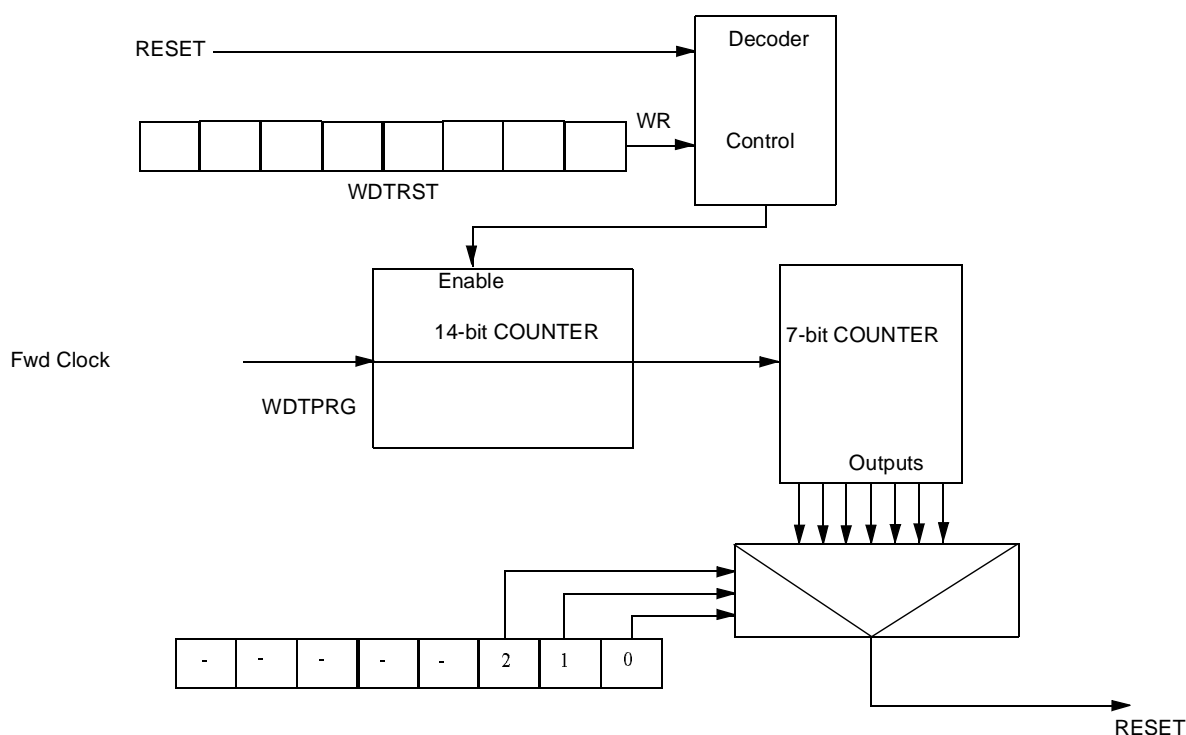 Decoder
RESET
WR
Control
WDTRST
Enable
14-bit COUNTER
7-bit COUNTER
Fwd Clock
WDTPRG
Outputs
- - - - - 2 1 0
RESET